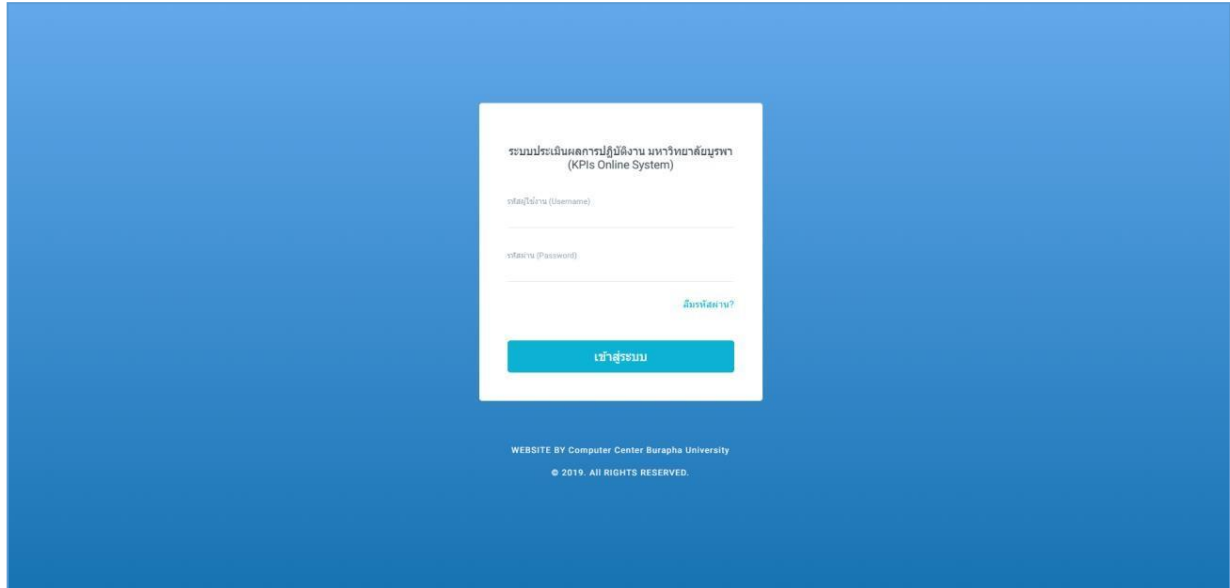 ระบบประเมินผลการปฏิบัติงาน มหาวิทยาลัยบูรพา
(KPIs Online System)
รหัสผู้ใช้งาน (Username)
รหัสผ่าน (Password)
ลืมรหัสผ่าน?
เข้าสู่ระบบ
WEBSITE BY Computer Center Burapha University
© 2019. All RIGHTS RESERVED.